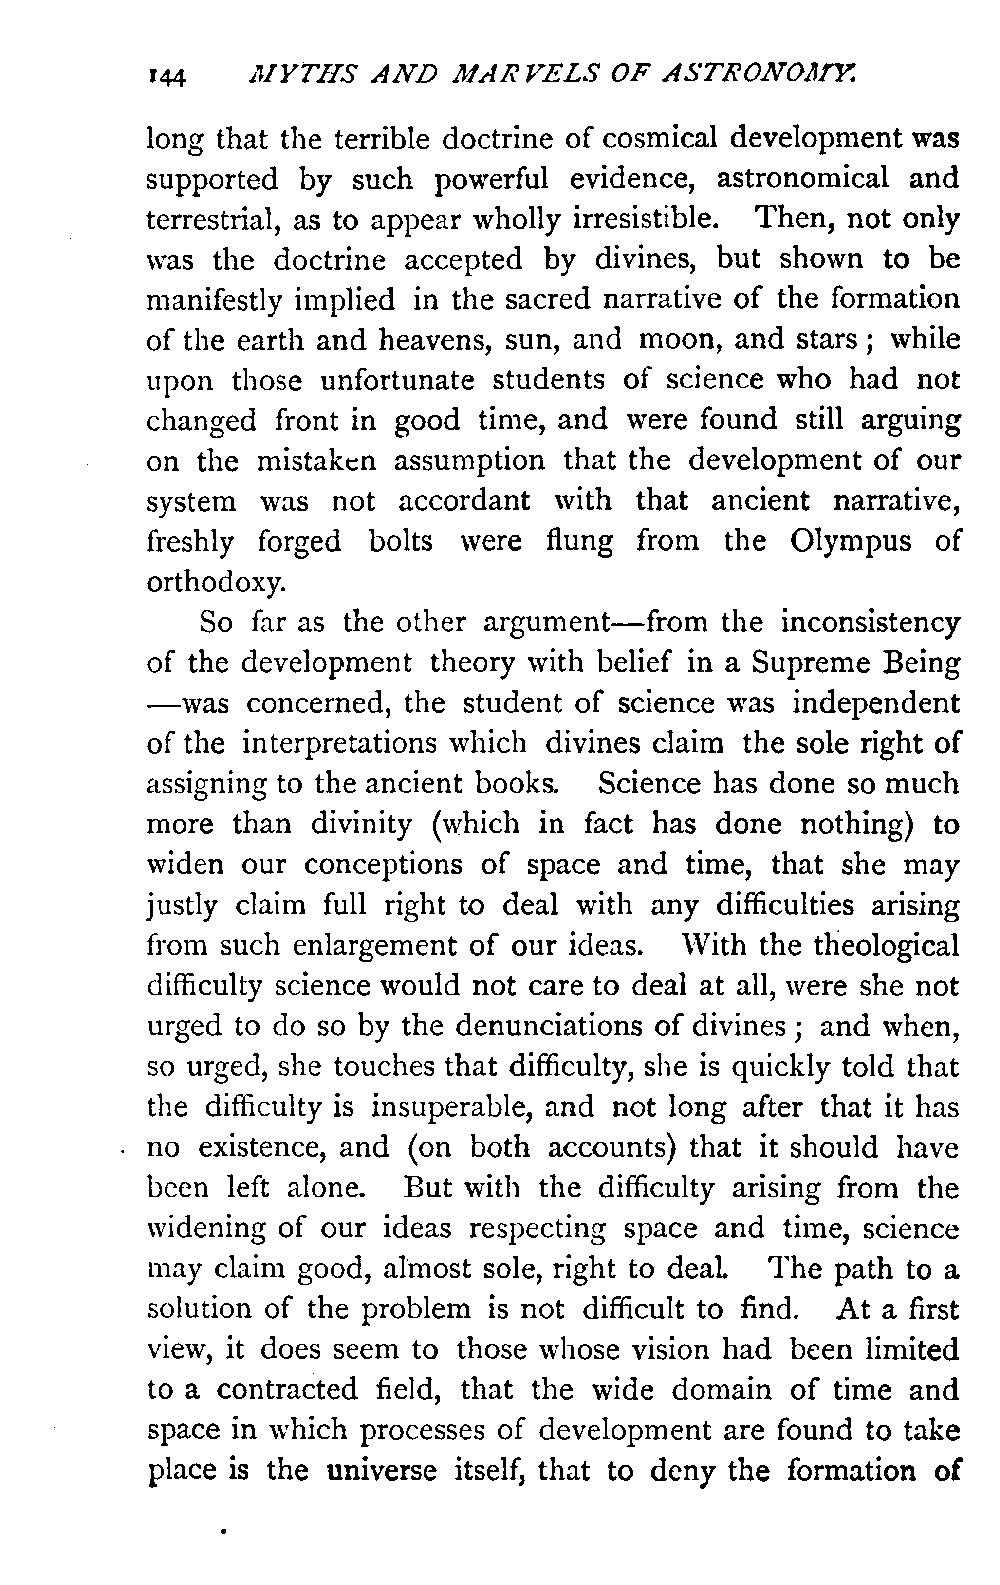 144 MYTHS AND MARVELS OF ASTRONOMY.
long that the terrible doctrine of cosmical development was
supported by such powerful evidence, astronomical and
terrestrial, as to appear wholly irresistible. Then, not only
was the doctrine accepted by divines, but shown to be
manifestly implied in the sacred narrative of the formation
of the earth and heavens, sun, and moon, and stars ; while
upon those unfortunate students of science who had not
changed front in good time, and were found still arguing
on the mistaken assumption that the development of our
system was not accordant with that ancient narrative,
freshly forged bolts were flung from the Olympus of
orthodoxy.
So far as the other argument—from the inconsistency
of the development theory with belief in a Supreme Being
—was concerned, the student of science was independent
of the interpretations which divines claim the sole right of
assigning to the ancient books. Science has done so much
more than divinity (which in fact has done nothing) to
widen our conceptions of space and time, that she may
justly claim full right to deal with any difficulties arising
from such enlargement of our ideas. With the theological
difficulty science would not care to deal at all, were she not
urged to do so by the denunciations of divines ; and when,
so urged, she touches that difficulty, she is quickly told that
the difficulty is insuperable, and not long after that it has
no existence, and (on both accounts) that it should have
been left alone. But with the difficulty arising from the
widening of our ideas respecting space and time, science
may claim good, almost sole, right to deal. The path to a
solution of the problem is not difficult to find. At a first
view, it does seem to those whose vision had been limited
to a contracted field, that the wide domain of time and
space in which processes of development are found to take
place is the universe itself, that to deny the formation of